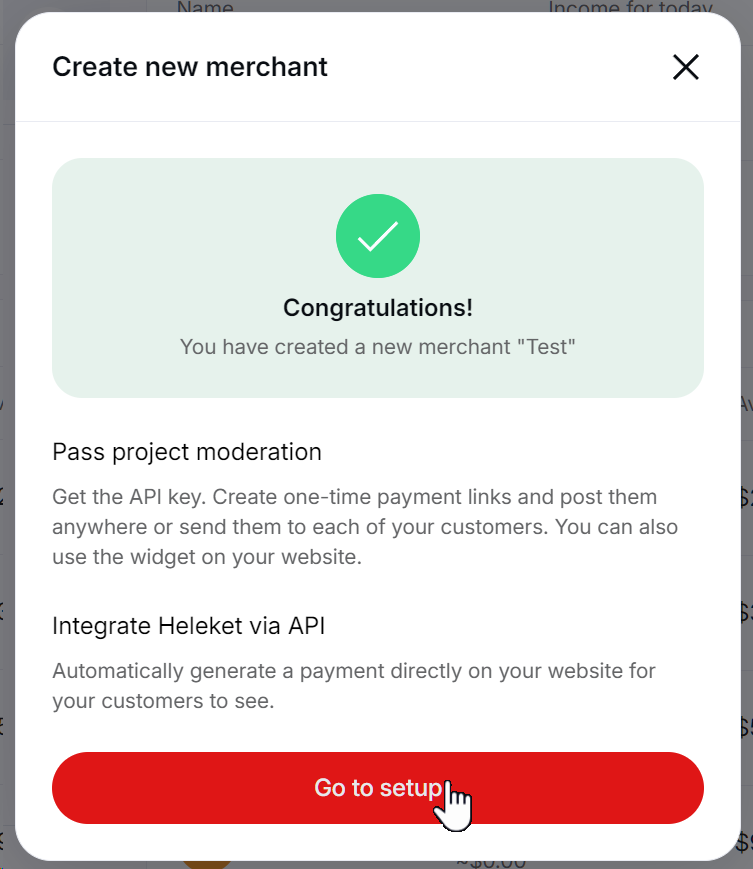 Name
Income for today
Create new merchant
Congratulations!
You have created a new merchant "Test"
Pass project moderation
Get the API key. Create one-time payment links and post them
anywhere or send them to each of your customers. You can also
use the widget on your website.
Integrate Heleket via API
Automatically generate a payment directly on your website for
your customers to see.
Go to setup
≈$0.00